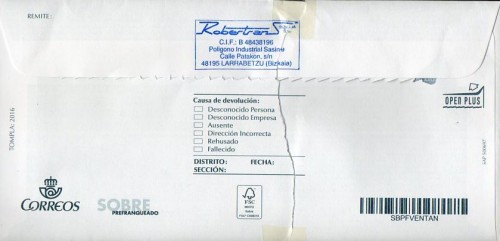 REMITE:
Robertran
C.I.F.: B 48438196
Polígono Industrial Sasine
Calle Patakon, s/n
48195 LARRABETZU (Bizkaia)
OPEN PLUS
TOMPLA: 2016
Causa de devolución:
Desconocido Persona
Desconocido Empresa
Ausente
Dirección Incorrecta
Rehusado
Fallecido
DISTRITO:
FECHA:
SECCIÓN:
CORREOS
SOBRE
PREFRANQUEADO
FSC
SBPFVENTAN